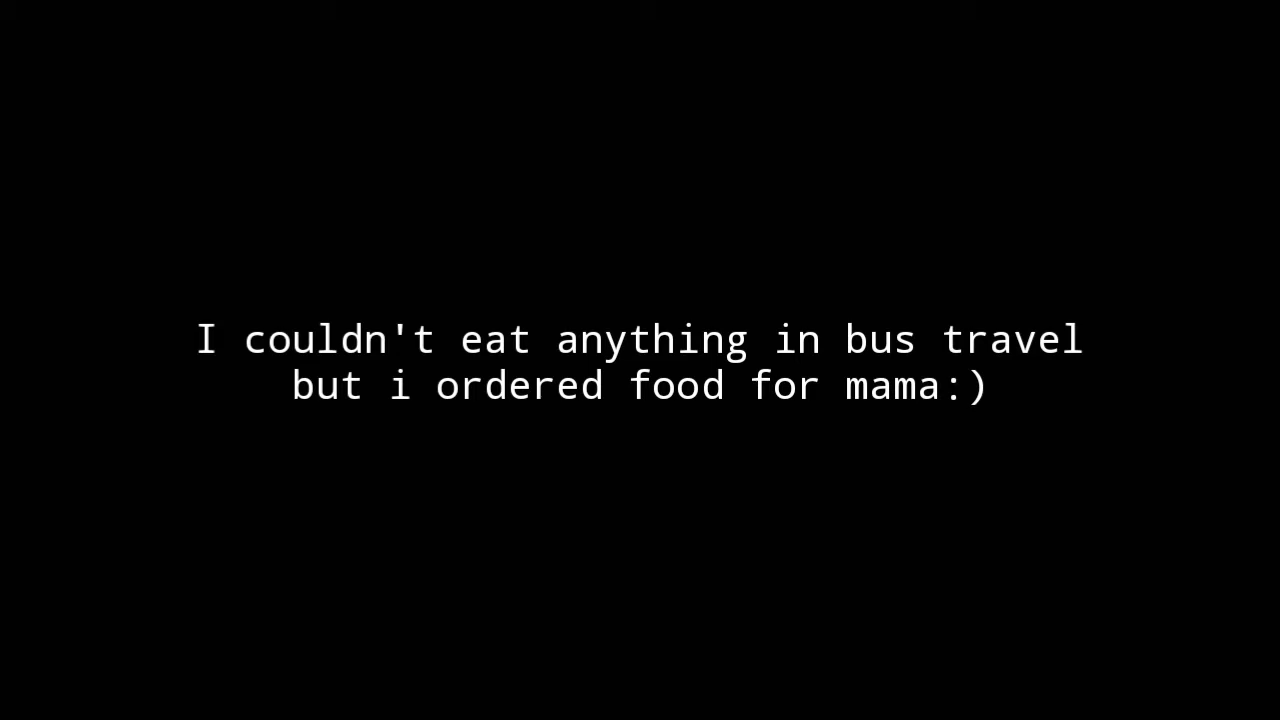 I couldn't eat anything in bus travel
but i ordered food for mama:)